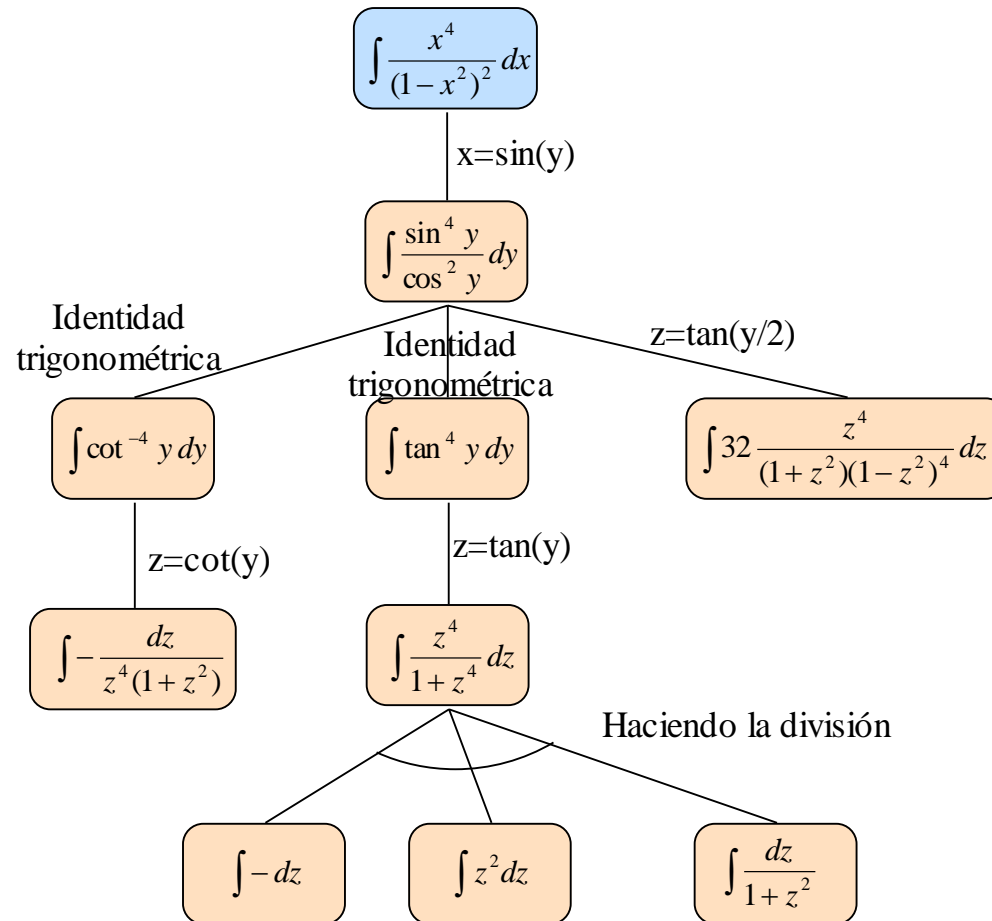 ∫ x⁴/(1−x²)² dx
x=sin(y)
∫ sin⁴ y/cos² y dy
Identidad
trigonométrica
Identidad
trigonométrica
z=tan(y/2)
∫ cot⁻⁴ y dy
∫ tan⁴ y dy
∫ 32 z⁴/((1+z²)(1−z²)⁴) dz
z=cot(y)
z=tan(y)
∫ − dz/(z⁴(1+z²))
∫ z⁴/(1+z⁴) dz
Haciendo la división
∫ − dz
∫ z² dz
∫ dz/(1+z²)